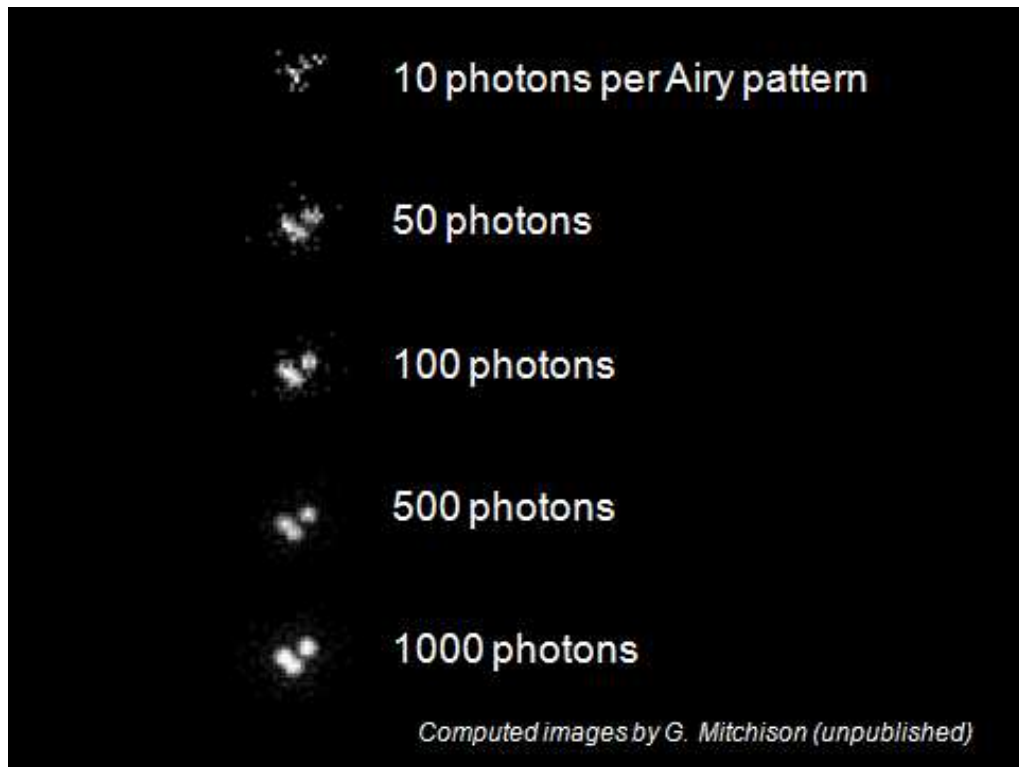 10 photons per Airy pattern
50 photons
100 photons
500 photons
1000 photons
Computed images by G. Mitchison (unpublished)